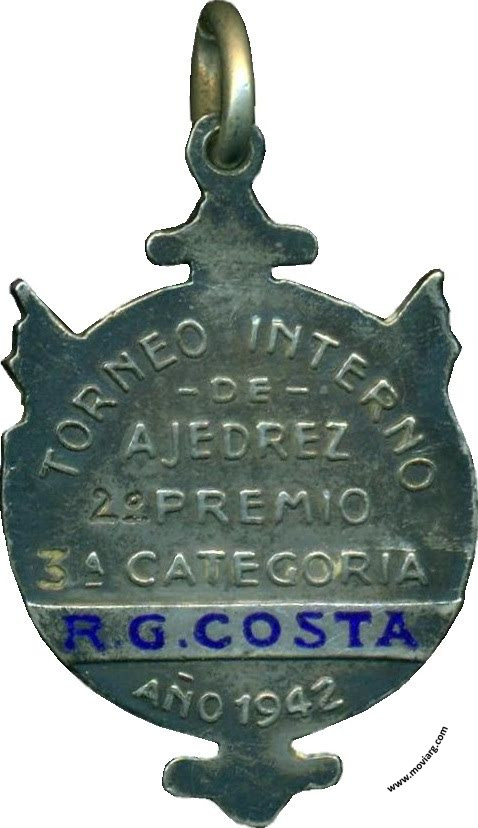 TORNEO INTERNO
-DE-
AJEDREZ
2º PREMIO
3ª CATEGORIA
R.G.COSTA
AÑO 1942
www.moviarg.com